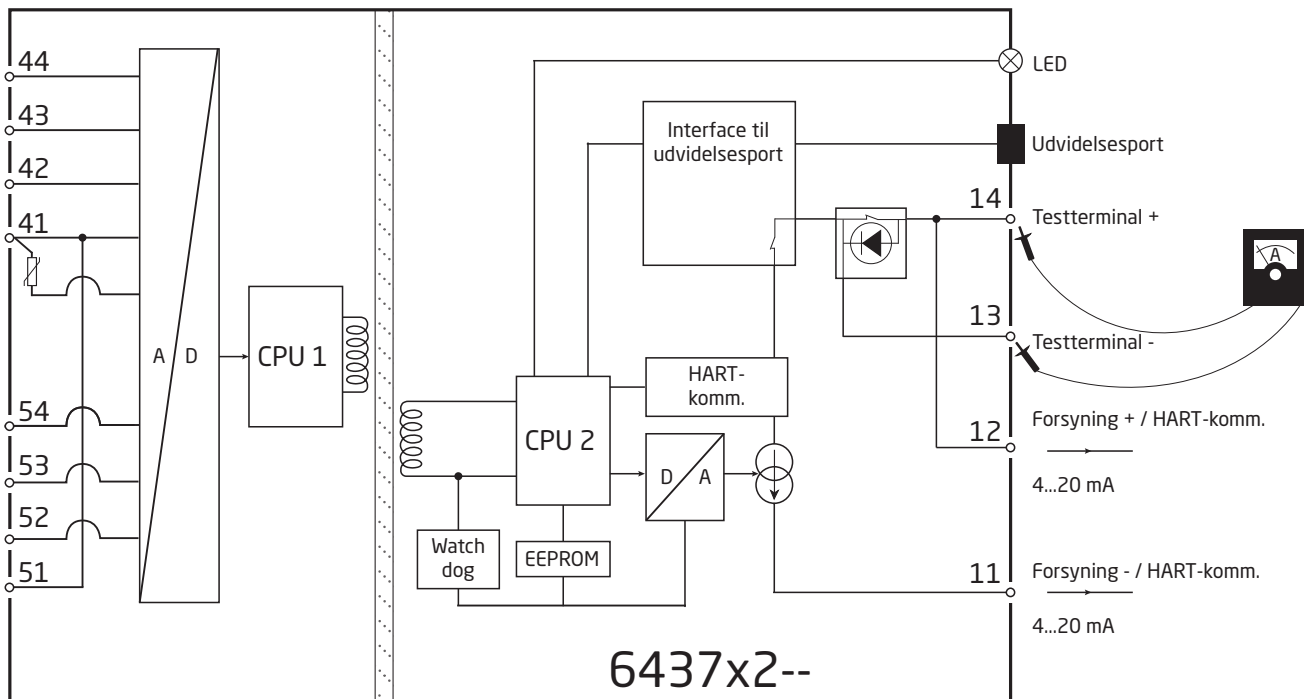 44
43
42
41
54
53
52
51
A
D
CPU 1
CPU 2
Watch
dog
EEPROM
D
A
HART-
komm.
Interface til
udvidelsesport
LED
Udvidelsesport
14
Testterminal +
A
13
Testterminal -
12
Forsyning + / HART-komm.
4...20 mA
11
Forsyning - / HART-komm.
4...20 mA
6437x2--